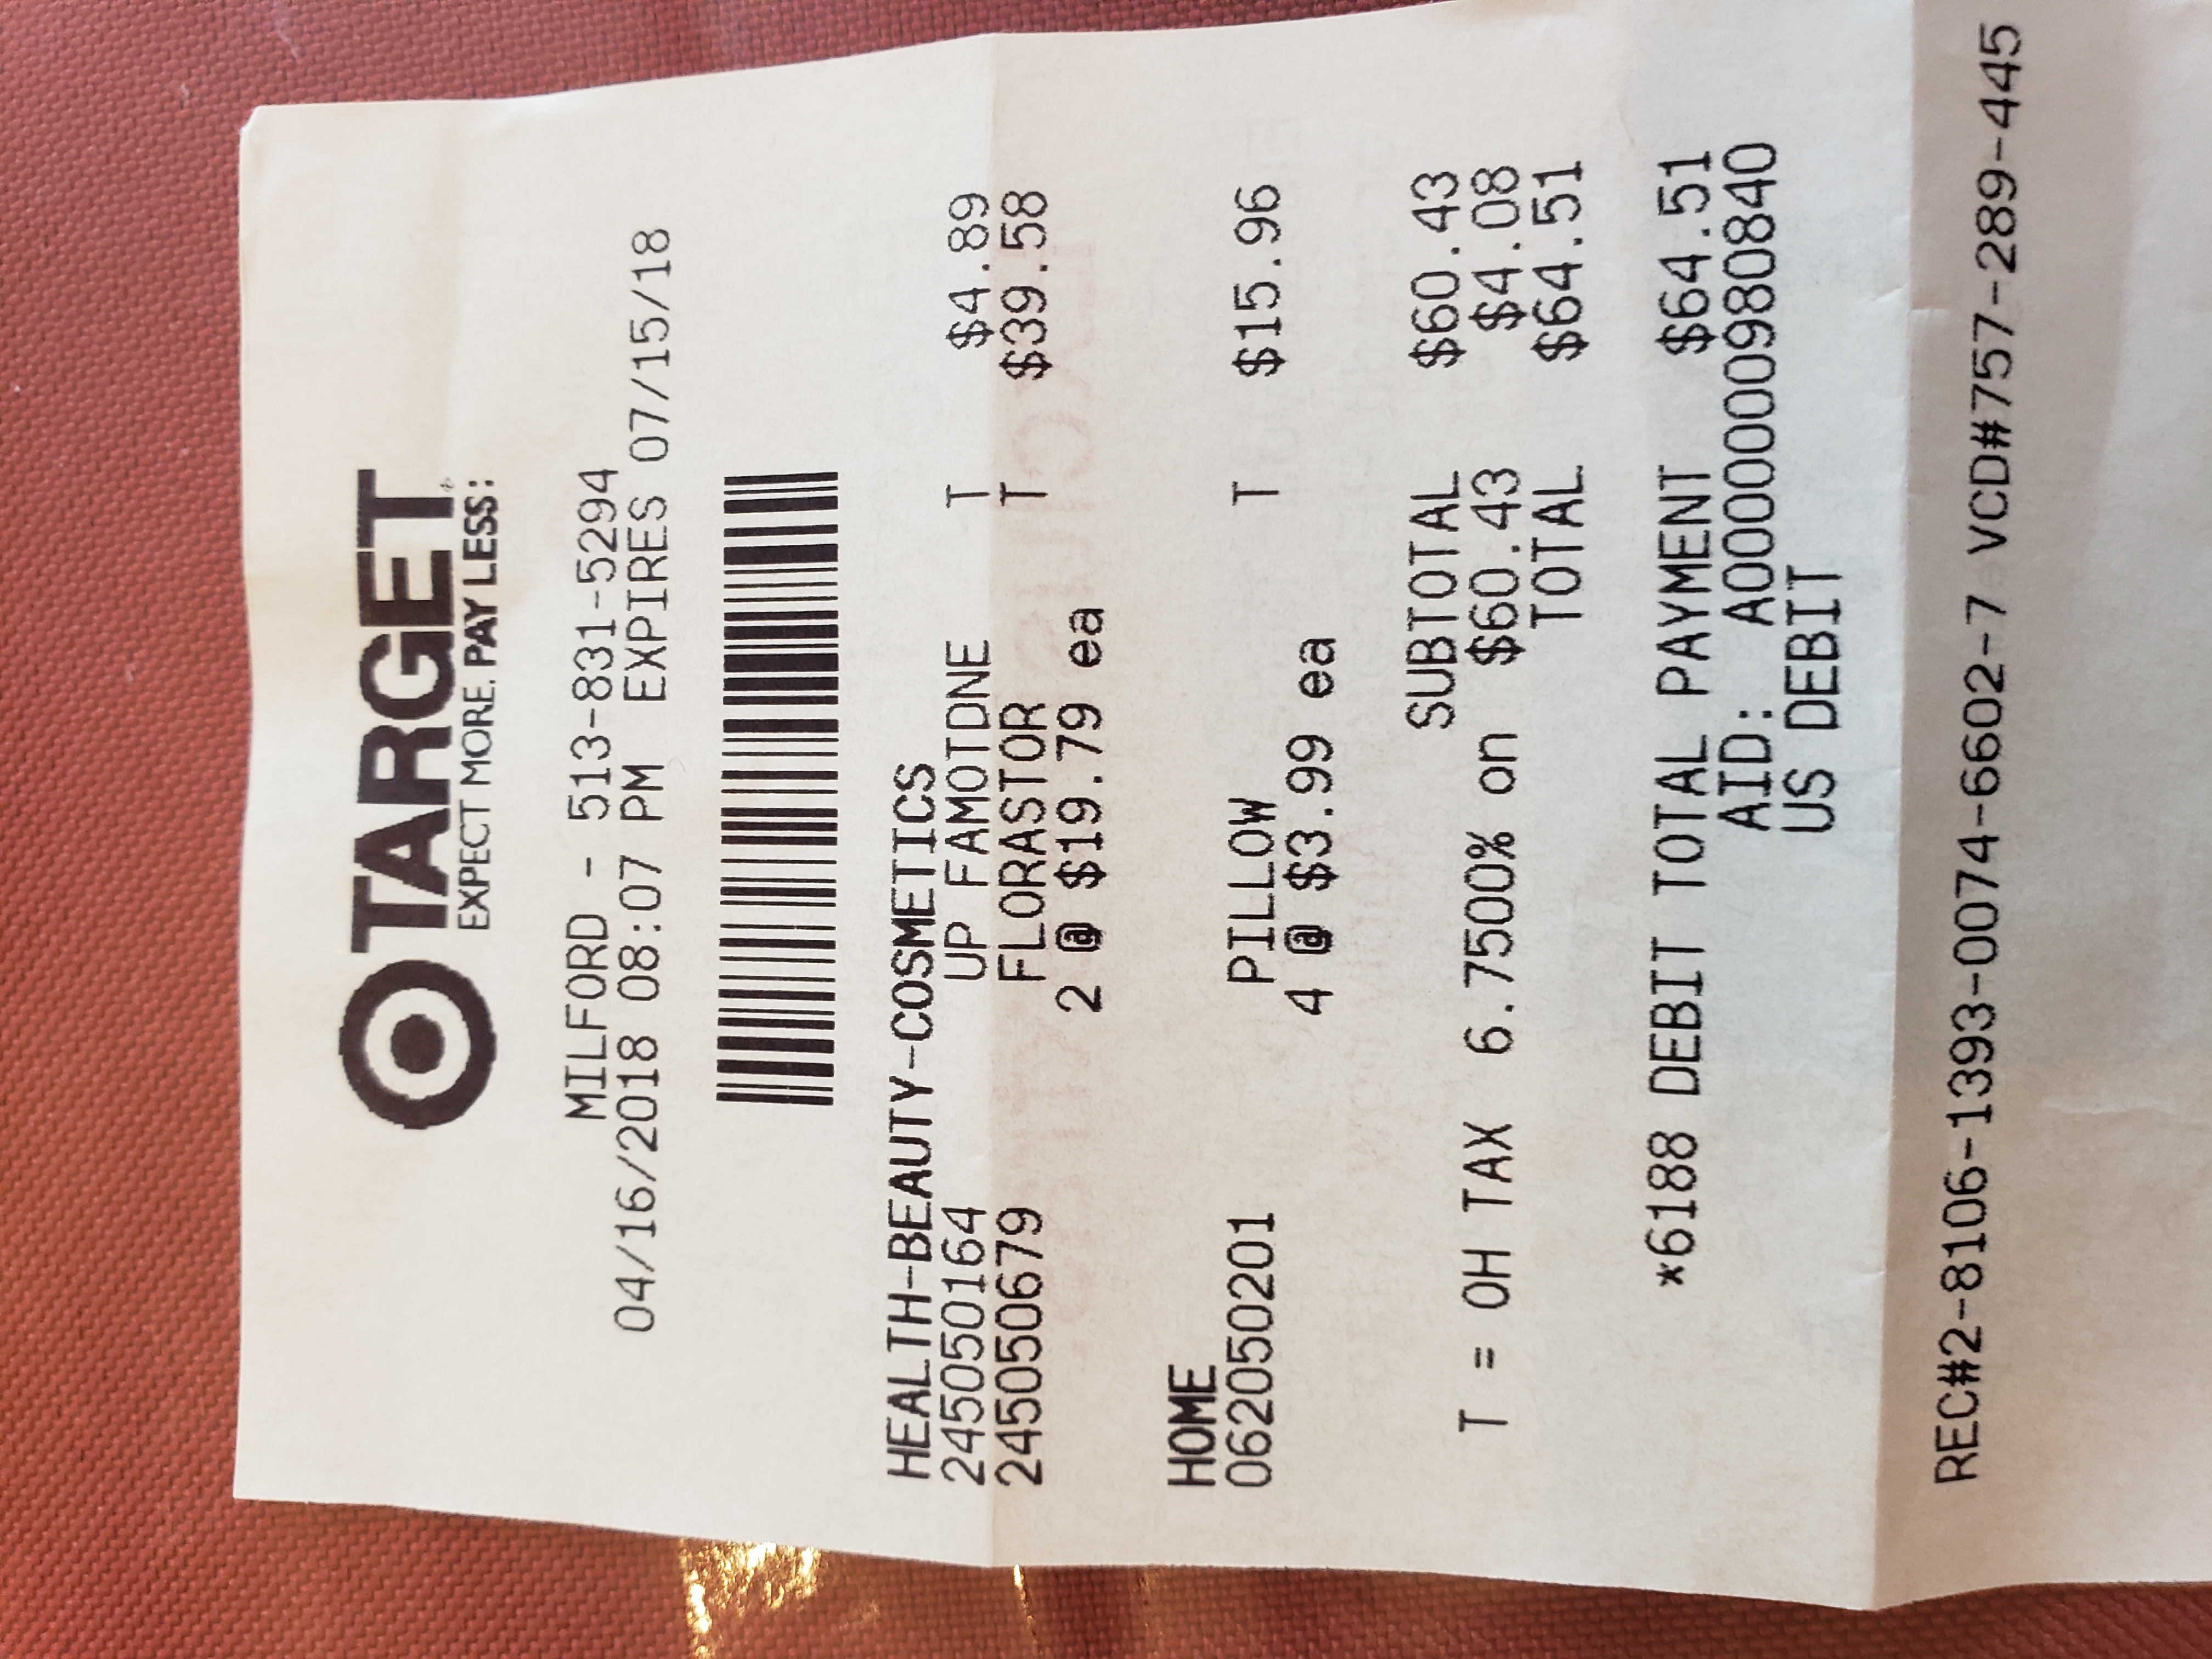 TARGET
EXPECT MORE. PAY LESS:
MILFORD - 513-831-5294
04/16/2018 08:07 PM EXPIRES 07/15/18
HEALTH-BEAUTY-COSMETICS
245050164 UP FAMOTDNE T $4.89
245050679 FLORASTOR T $39.58
2 @ $19.79 ea
HOME
062050201 PILLOW T $15.96
4 @ $3.99 ea
SUBTOTAL $60.43
T = OH TAX 6.7500% on $60.43 $4.08
TOTAL $64.51
*6188 DEBIT TOTAL PAYMENT $64.51
AID: A0000000980840
US DEBIT
REC#2-8106-1393-0074-6602-7 VCD#757-289-445